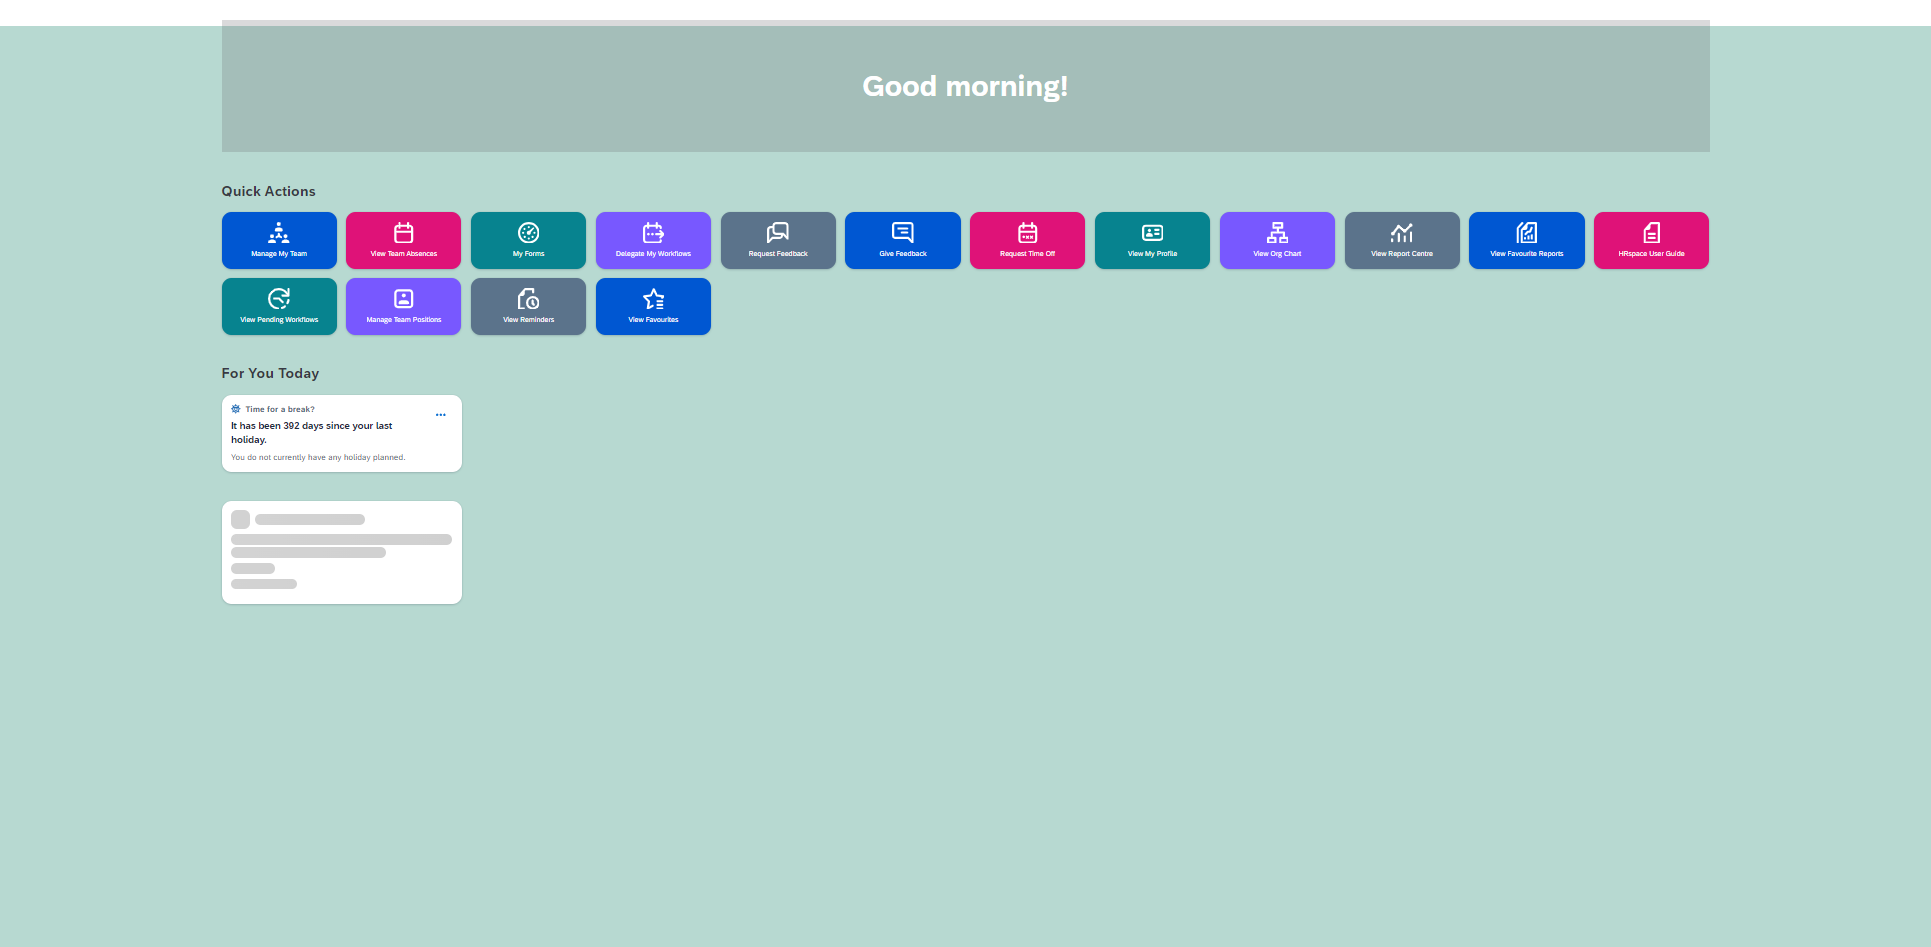 Good morning!
Quick Actions
Manage My Team
View Team Absences
My Forms
Delegate My Workflows
Request Feedback
Give Feedback
Request Time Off
View My Profile
View Org Chart
View Report Centre
View Favourite Reports
HRspace User Guide
View Pending Workflows
Manage Team Positions
View Reminders
View Favourites
For You Today
Time for a break?
It has been 392 days since your last
holiday.
You do not currently have any holiday planned.